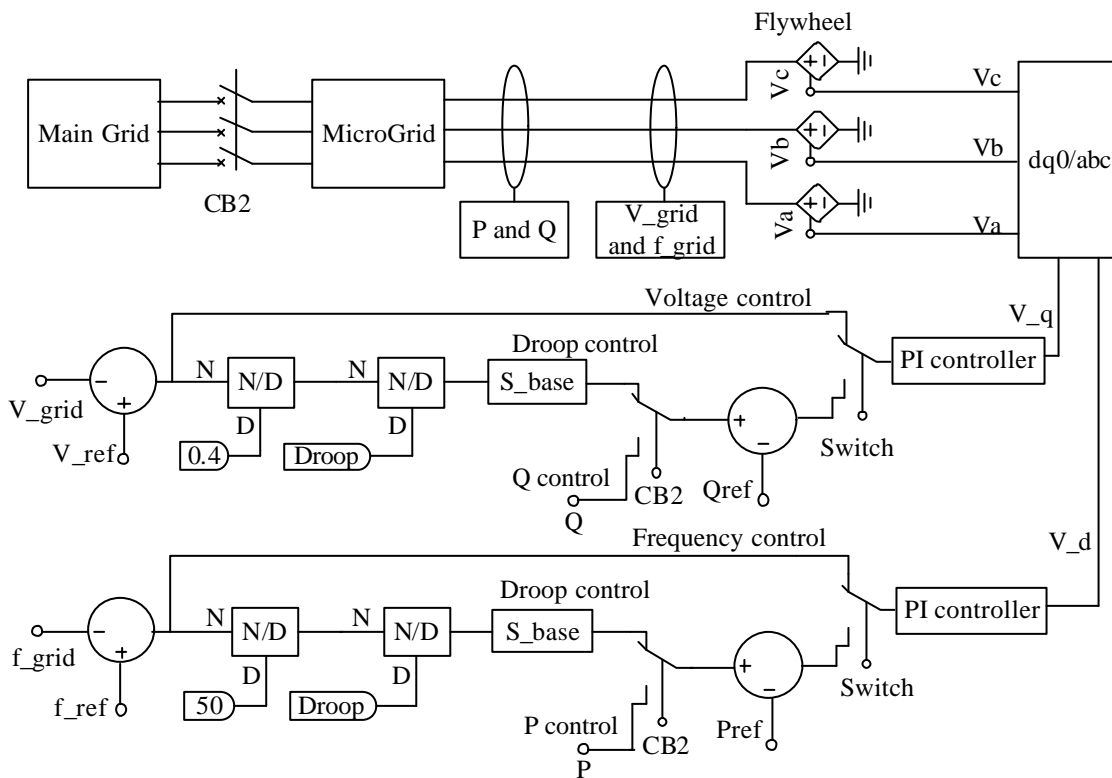 Flywheel
Main Grid
CB2
MicroGrid
P and Q
V_grid
and f_grid
Vc
Vb
Va
+ -
+ -
+ -
Vc
Vb
Va
dq0/abc
Voltage control
V_q
Droop control
PI controller
V_grid
-
+
V_ref
N
N/D
D
0.4
N
N/D
D
Droop
S_base
Q control
Q
CB2
+
-
Qref
Switch
Frequency control
V_d
Droop control
PI controller
f_grid
-
+
f_ref
N
N/D
D
50
N
N/D
D
Droop
S_base
P control
P
CB2
+
-
Pref
Switch